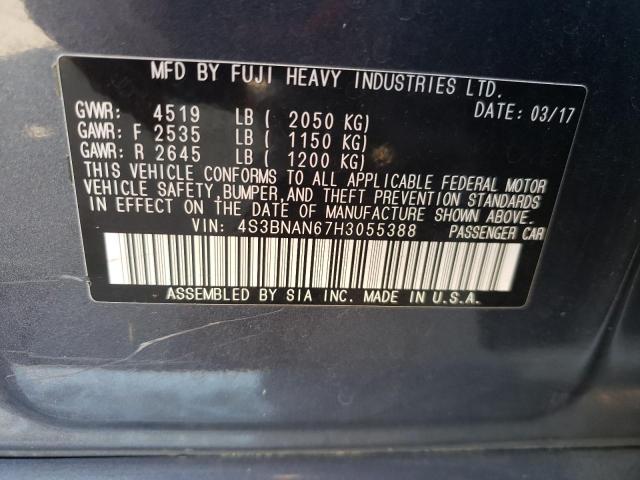 MFD BY FUJI HEAVY INDUSTRIES LTD.
GVWR: 4519 LB ( 2050 KG) DATE: 03/17
GAWR: F 2535 LB ( 1150 KG)
GAWR: R 2645 LB ( 1200 KG)
THIS VEHICLE CONFORMS TO ALL APPLICABLE FEDERAL MOTOR
VEHICLE SAFETY, BUMPER, AND THEFT PREVENTION STANDARDS
IN EFFECT ON THE DATE OF MANUFACTURE SHOWN ABOVE.
VIN: 4S3BNAN67H3055388 PASSENGER CAR
ASSEMBLED BY SIA INC. MADE IN U.S.A.